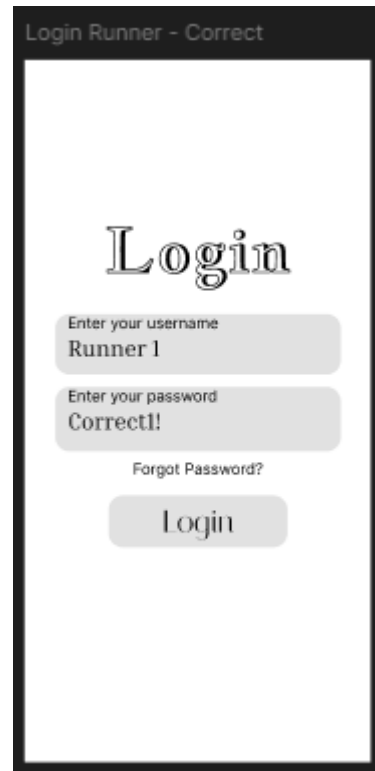 Login Runner - Correct
Login
Enter your username
Runner 1
Enter your password
Correct1!
Forgot Password?
Login